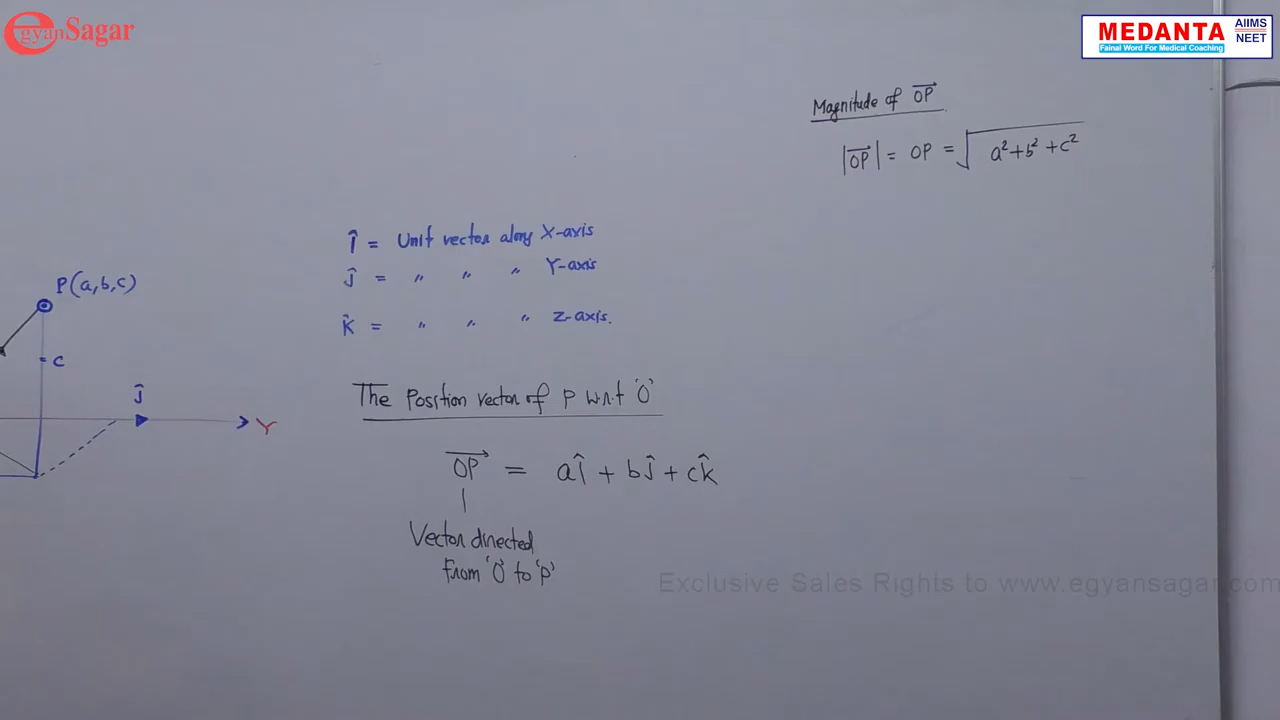 egyanSagar
MEDANTA
Fainal Word For Medical Coaching
AIIMS
NEET
Magnitude of OP
|OP| = OP = √a²+b²+c²
î = Unit vector along X-axis
ĵ = " " " Y-axis
k̂ = " " " Z-axis.
P(a,b,c)
c
ĵ
Y
The Position vector of P w.r.t 'O'
OP = aî + bĵ + ck̂
Vector directed
from 'O' to 'P'
Exclusive Sales Rights to www.egyansagar.com